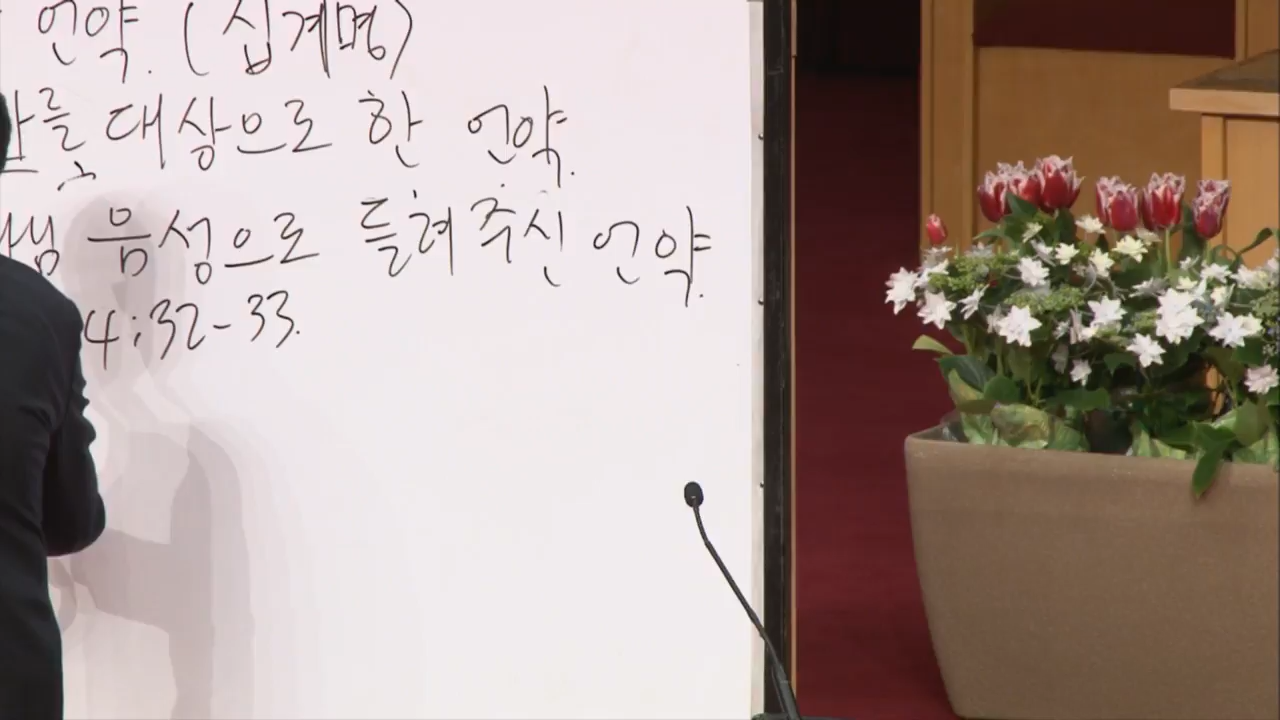 언약. (십계명)
를 대상으로 한 언약.
음성으로 들려주신 언약.
4:32-33.